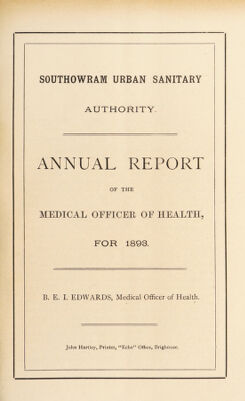 SOUTHOWRAM URBAN SANITARY
AUTHORITY.
ANNUAL REPORT
OF THE
MEDICAL OFFICER OF HEALTH,
FOR 1893.
B. E. I. EDWARDS, Medical Officer of Health.
John Hartley, Printer, "Echo" Office, Brighouse.